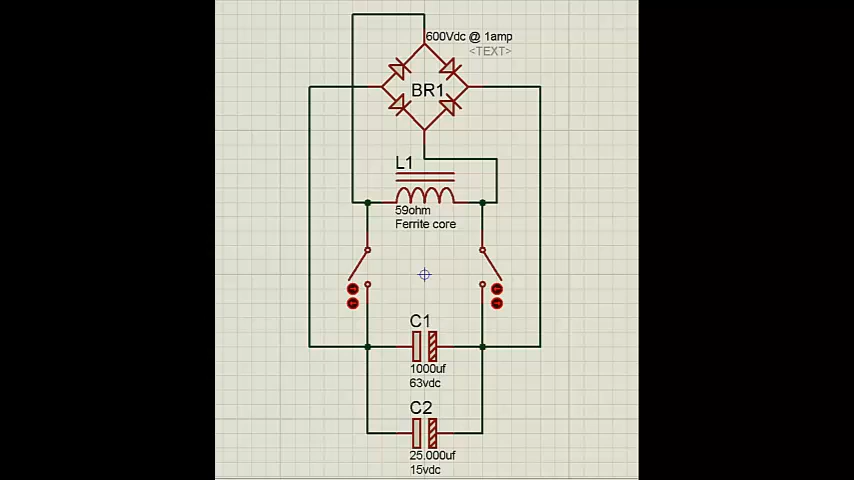 600Vdc @ 1amp
<TEXT>
BR1
L1
59ohm
Ferrite core
C1
1000uf
63vdc
C2
25.000uf
15vdc